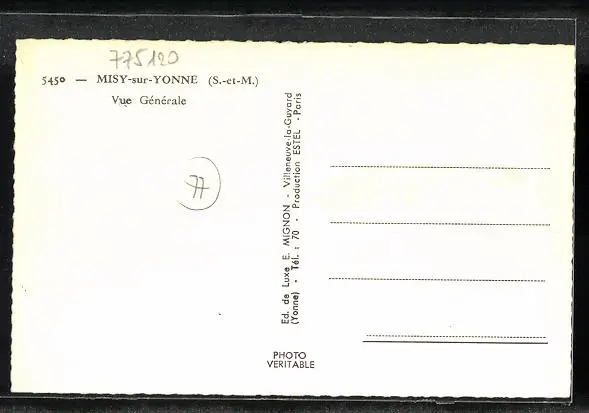 775120
5450 — MISY-sur-YONNE (S.-et-M.)
Vue Générale
77
Ed. de Luxe E. MIGNON - Villeneuve-la-Guyard
(Yonne) - Tél. : 70 - Production ESTEL - Paris
PHOTO
VERITABLE